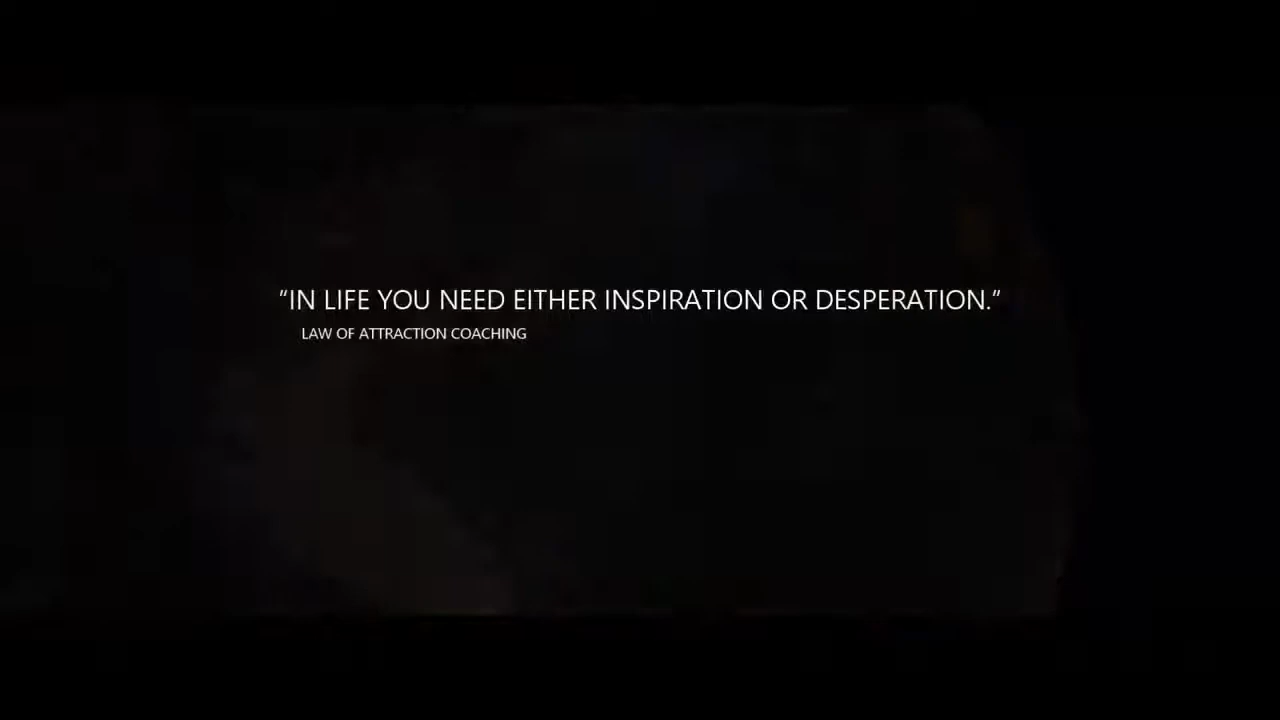 “IN LIFE YOU NEED EITHER INSPIRATION OR DESPERATION.”
LAW OF ATTRACTION COACHING